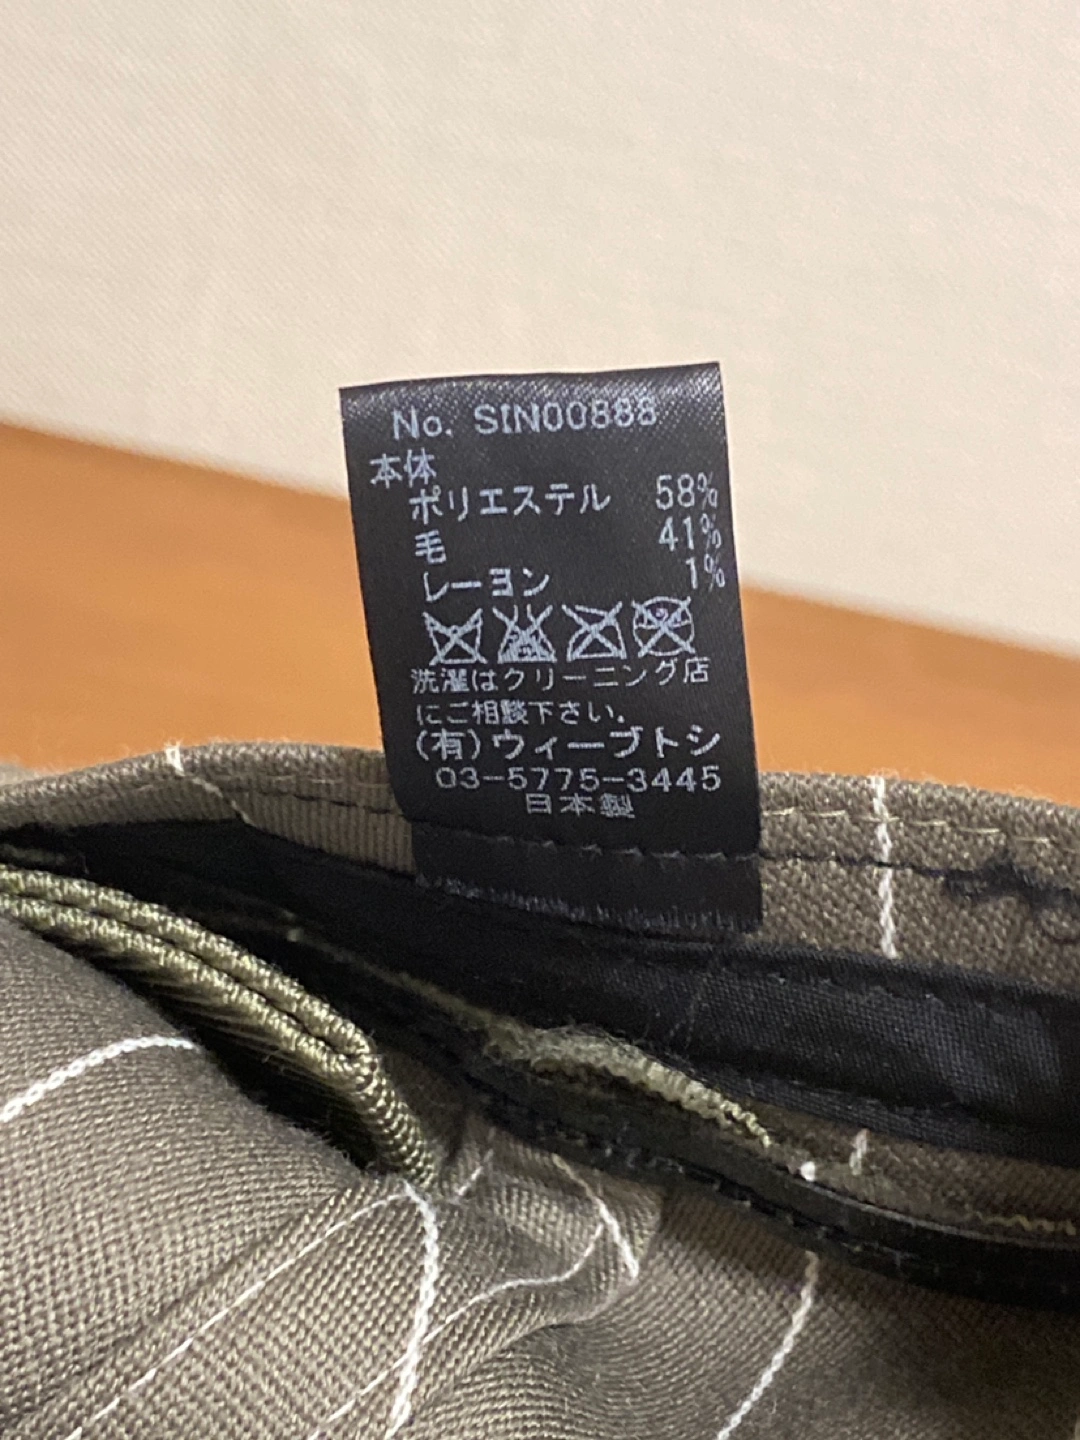 No. SIN00888
本体
ポリエステル 58%
毛 41%
レーヨン 1%
洗濯はクリーニング店
にご相談下さい.
(有)ウィーブトシ
03-5775-3445
日本製